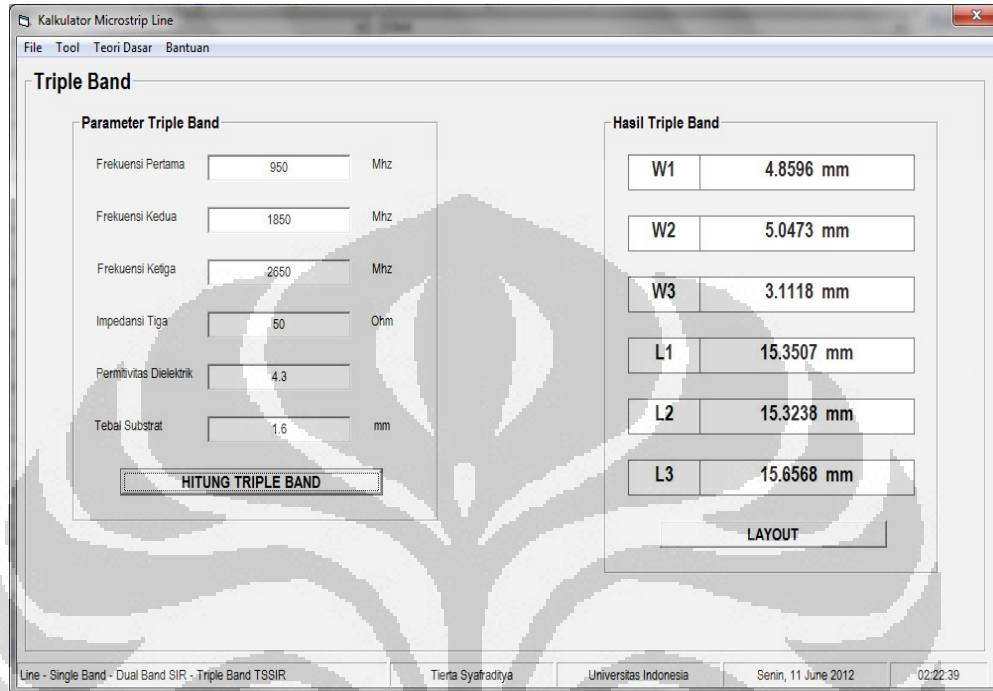 Kalkulator Microstrip Line
File Tool Teori Dasar Bantuan
Triple Band
Parameter Triple Band
Frekuensi Pertama 950 Mhz
Frekuensi Kedua 1850 Mhz
Frekuensi Ketiga 2650 Mhz
Impedansi Tiga 50 Ohm
Permitivitas Dielektrik 4.3
Tebal Substrat 1.6 mm
HITUNG TRIPLE BAND
Hasil Triple Band
W1 4.8596 mm
W2 5.0473 mm
W3 3.1118 mm
L1 15.3507 mm
L2 15.3238 mm
L3 15.6568 mm
LAYOUT
Line - Single Band - Dual Band SIR - Triple Band TSSIR Tierta Syafraditya Universitas Indonesia Senin, 11 June 2012 02:22:39